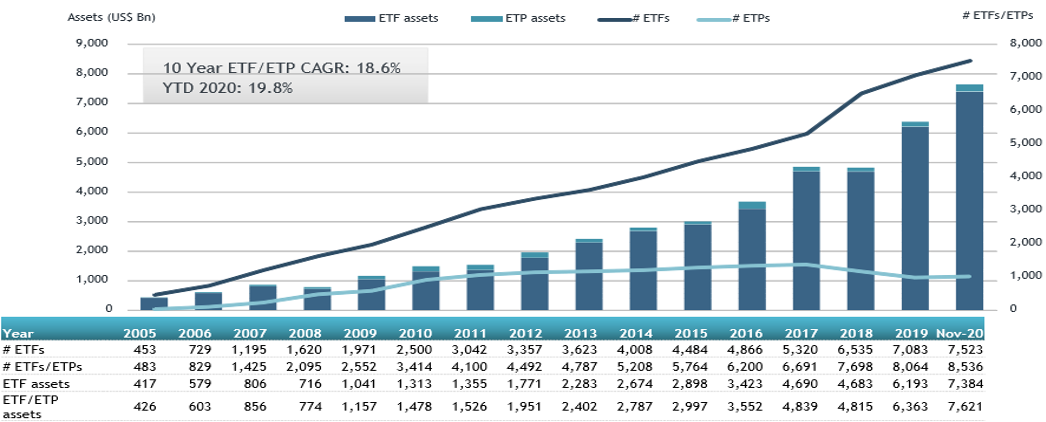 Assets (US$ Bn)
ETF assets
ETP assets
# ETFs
# ETPs
# ETFs/ETPs
9,000
8,000
7,000
6,000
5,000
4,000
3,000
2,000
1,000
0
10 Year ETF/ETP CAGR: 18.6%
YTD 2020: 19.8%
8,000
7,000
6,000
5,000
4,000
3,000
2,000
1,000
0
Year 2005 2006 2007 2008 2009 2010 2011 2012 2013 2014 2015 2016 2017 2018 2019 Nov-20
# ETFs 453 729 1,195 1,620 1,971 2,500 3,042 3,357 3,623 4,008 4,484 4,866 5,320 6,535 7,083 7,523
# ETFs/ETPs 483 829 1,425 2,095 2,552 3,414 4,100 4,492 4,787 5,208 5,764 6,200 6,691 7,698 8,064 8,536
ETF assets 417 579 806 716 1,041 1,313 1,355 1,771 2,283 2,674 2,898 3,423 4,690 4,683 6,193 7,384
ETF/ETP
assets 426 603 856 774 1,157 1,478 1,526 1,951 2,402 2,787 2,997 3,552 4,839 4,815 6,363 7,621